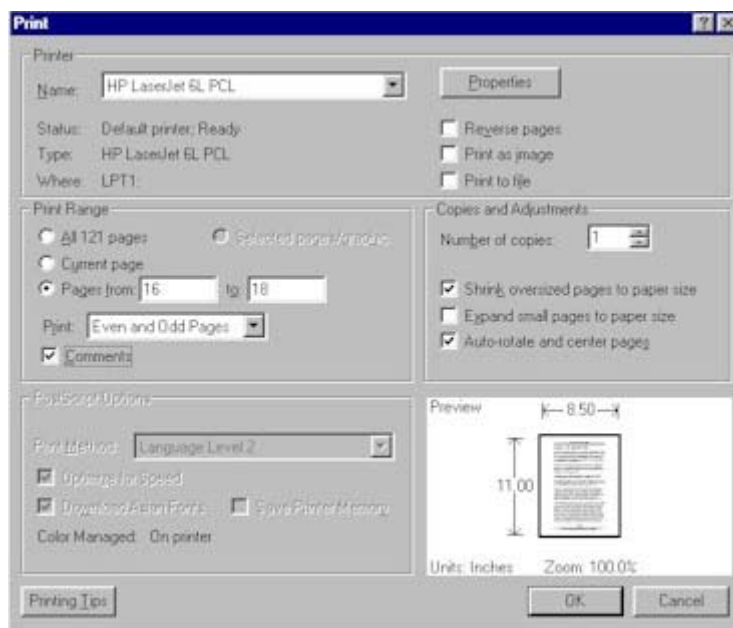 Print
Printer
Name: HP LaserJet 6L PCL
Properties
Status: Default printer; Ready
Type: HP LaserJet 6L PCL
Where: LPT1:
Reverse pages
Print as image
Print to file
Print Range
All 121 pages
Selected pages/graphic
Current page
Pages from: 16 to: 18
Print: Even and Odd Pages
Comments
Copies and Adjustments
Number of copies: 1
Shrink oversized pages to paper size
Expand small pages to paper size
Auto-rotate and center pages
PostScript Options
Print Method: Language Level 2
Optimize for Speed
Download Asian Fonts
Save Printer Memory
Color Managed: On printer
Preview
8.50
11.00
Units: Inches Zoom: 100.0%
Printing Tips
OK
Cancel